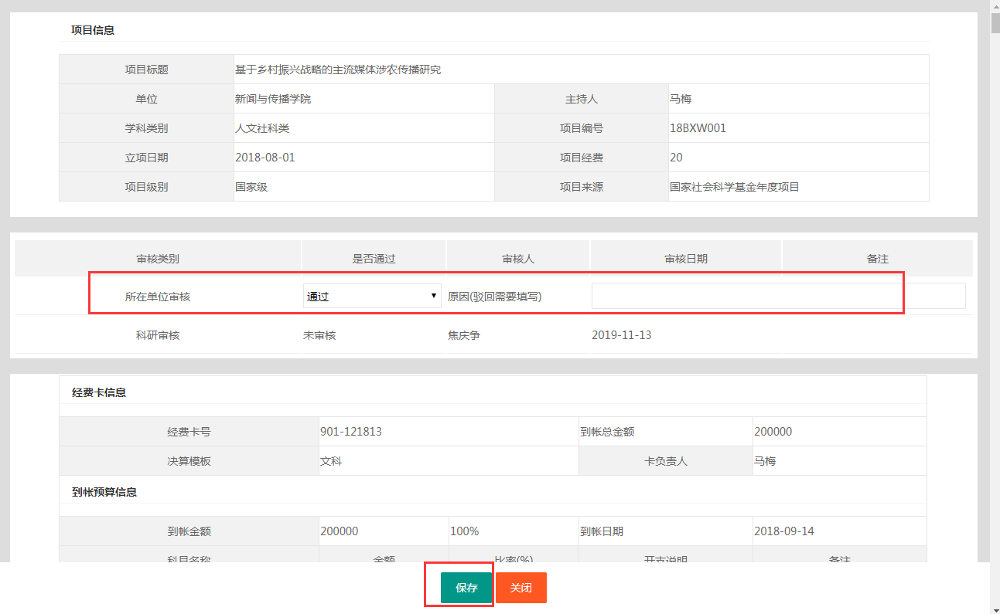 项目信息
项目标题 基于乡村振兴战略的主流媒体涉农传播研究
单位 新闻与传播学院 主持人 马梅
学科类别 人文社科类 项目编号 18BXW001
立项日期 2018-08-01 项目经费 20
项目级别 国家级 项目来源 国家社会科学基金年度项目
审核类别 是否通过 审核人 审核日期 备注
所在单位审核 通过 原因(驳回需要填写)
科研审核 未审核 焦庆争 2019-11-13
经费卡信息
经费卡号 901-121813 到帐总金额 200000
决算模板 文科 卡负责人 马梅
到帐预算信息
到帐金额 200000 100% 到帐日期 2018-09-14
科目名称 金额 比率(%) 开支说明 备注
保存 关闭